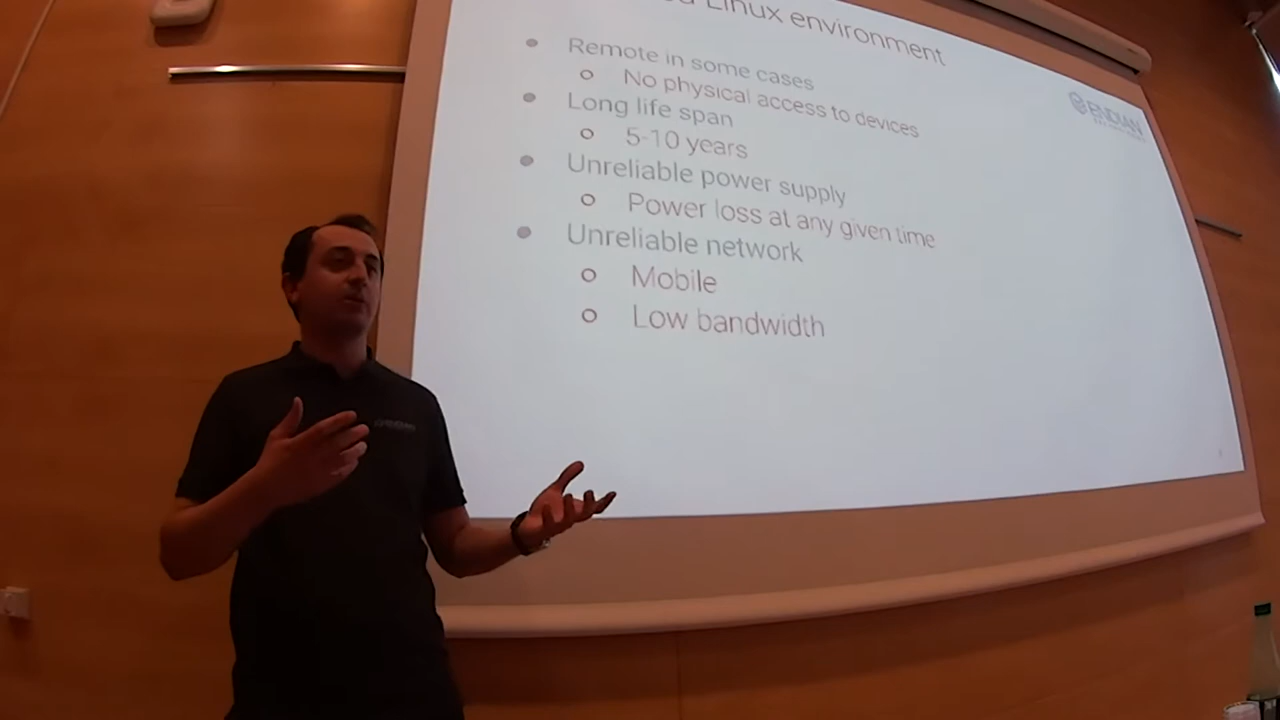 Linux environment
Remote in some cases
No physical access to devices
Long life span
5-10 years
Unreliable power supply
Power loss at any given time
Unreliable network
Mobile
Low bandwidth
ENDIAN